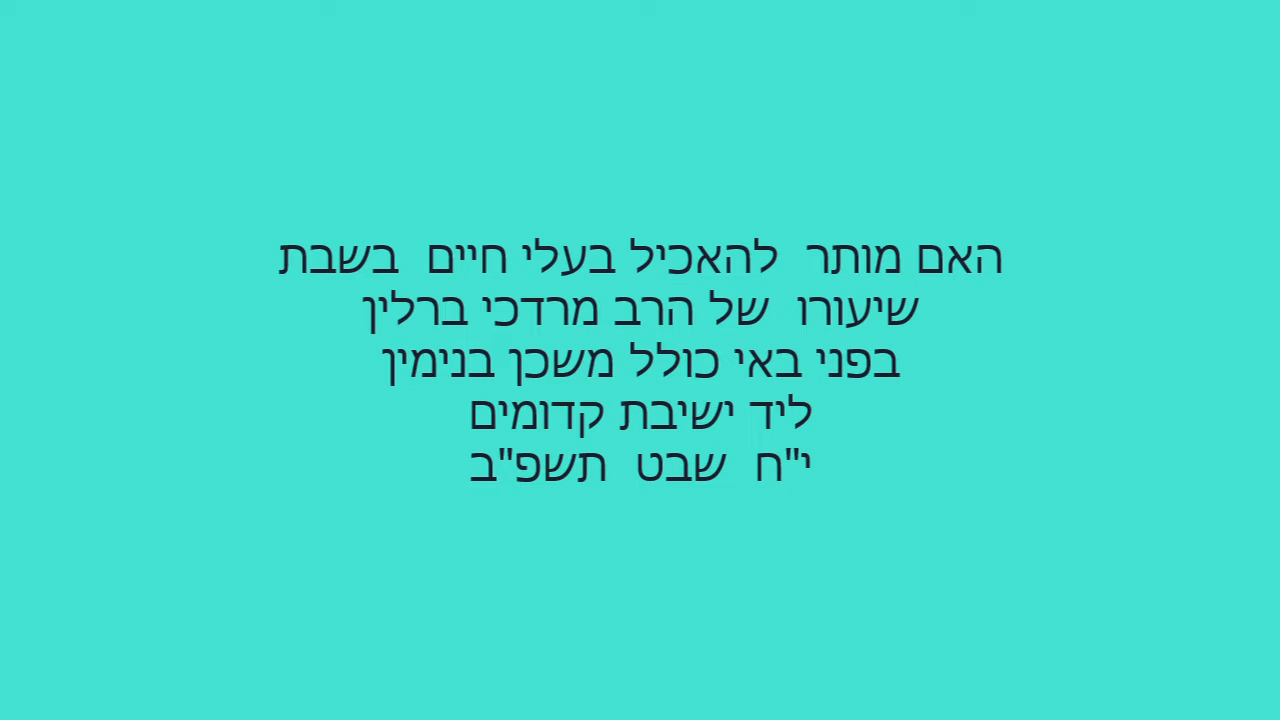 האם מותר  להאכיל בעלי חיים  בשבת
שיעורו  של הרב מרדכי ברלין
בפני באי כולל משכן בנימין
ליד ישיבת קדומים
י"ח  שבט  תשפ"ב